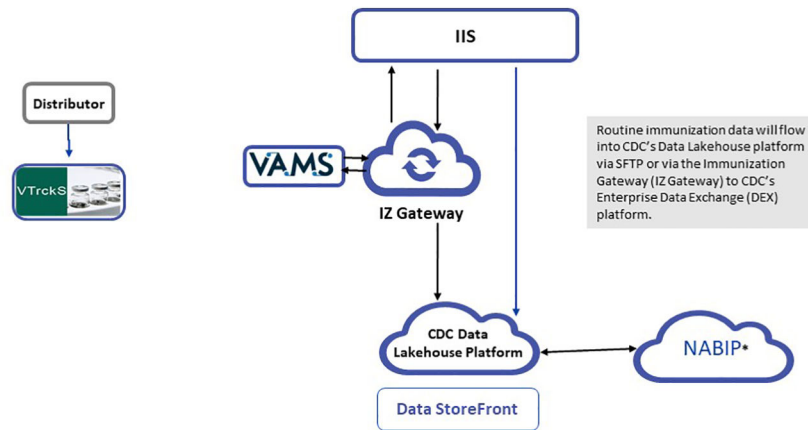 IIS
Distributor
VTrckS
VAMS
IZ Gateway
Routine immunization data will flow
into CDC's Data Lakehouse platform
via SFTP or via the Immunization
Gateway (IZ Gateway) to CDC's
Enterprise Data Exchange (DEX)
platform.
CDC Data
Lakehouse Platform
NABIP*
Data StoreFront